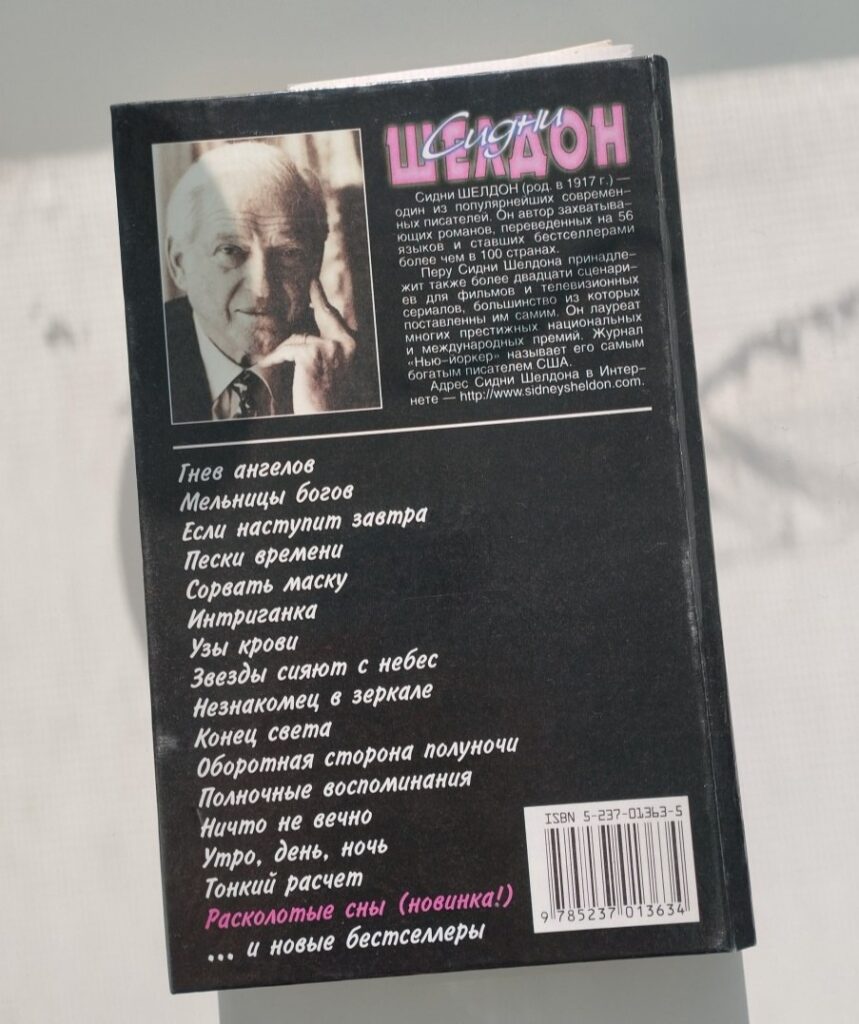 Сидни
ШЕЛДОН
Сидни ШЕЛДОН (род. в 1917 г.) —
один из популярнейших современ-
ных писателей. Он автор захватыва-
ющих романов, переведенных на 56
языков и ставших бестселлерами
более чем в 100 странах.
Перу Сидни Шелдона принадле-
жит также более двадцати сценари-
ев для фильмов и телевизионных
сериалов, большинство из которых
поставленны им самим. Он лауреат
многих престижных национальных
и международных премий. Журнал
«Нью–йоркер» называет его самым
богатым писателем США.
Адрес Сидни Шелдона в Интер-
нете — http://www.sidneysheldon.com.
Гнев ангелов
Мельницы богов
Если наступит завтра
Пески времени
Сорвать маску
Интриганка
Узы крови
Звезды сияют с небес
Незнакомец в зеркале
Конец света
Оборотная сторона полуночи
Полночные воспоминания
Ничто не вечно
Утро, день, ночь
Тонкий расчет
Расколотые сны (новинка!)
... и новые бестселлеры
ISBN 5-237-01363-5
9 785237 013634